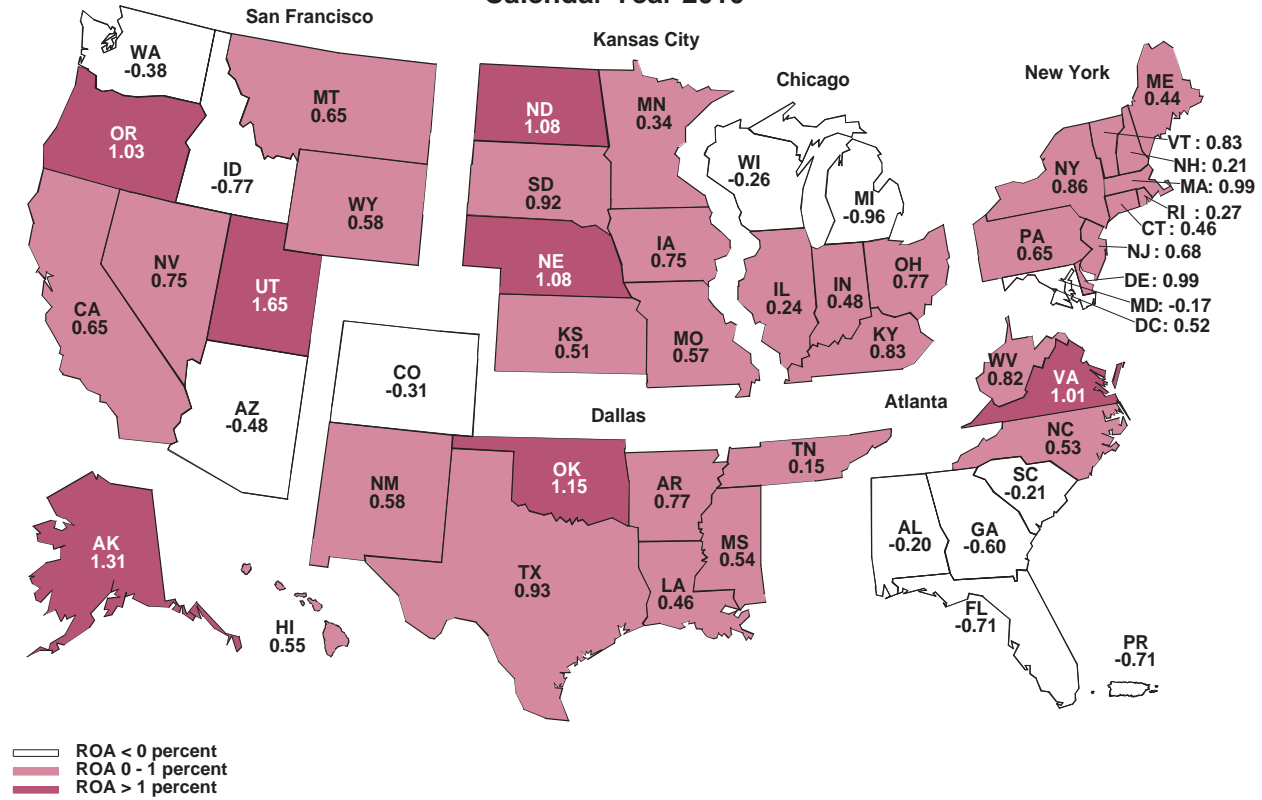 Calendar Year
San Francisco
Kansas City
Chicago
New York
WA
-0.38
MT
0.65
OR
1.03
ID
-0.77
WY
0.58
NV
0.75
UT
1.65
CA
0.65
AZ
-0.48
AK
1.31
HI
0.55
ND
1.08
MN
0.34
SD
0.92
IA
0.75
NE
1.08
KS
0.51
MO
0.57
CO
-0.31
Dallas
NM
0.58
OK
1.15
AR
0.77
TN
0.15
TX
0.93
LA
0.46
MS
0.54
WI
-0.26
MI
-0.96
IL
0.24
IN
0.48
OH
0.77
KY
0.83
ME
0.44
VT : 0.83
NH: 0.21
NY
0.86
MA: 0.99
RI : 0.27
CT : 0.46
PA
0.65
NJ : 0.68
DE: 0.99
MD: -0.17
DC: 0.52
Atlanta
WV
0.82
VA
1.01
NC
0.53
SC
-0.21
AL
-0.20
GA
-0.60
FL
-0.71
PR
-0.71
ROA < 0 percent
ROA 0 - 1 percent
ROA > 1 percent